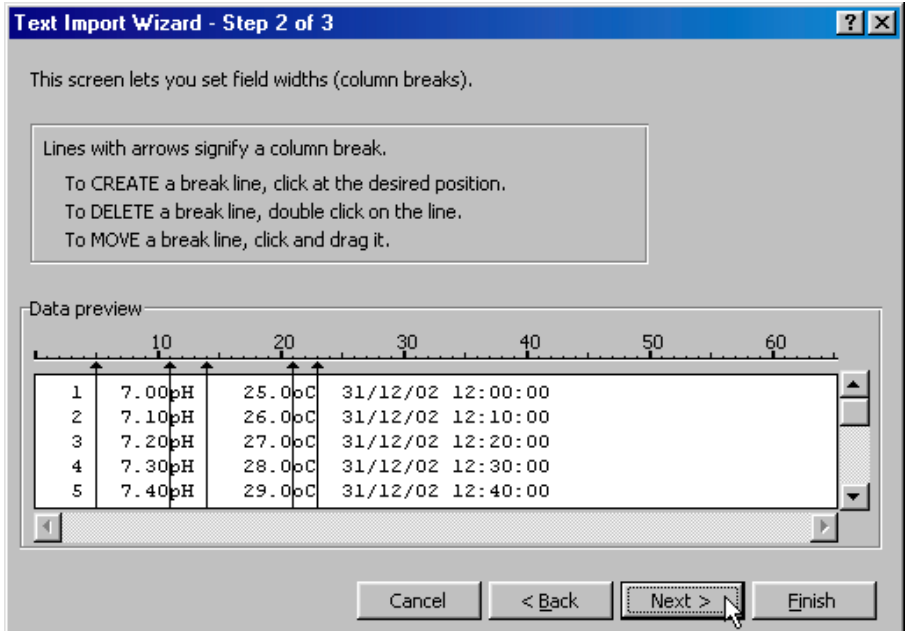 Text Import Wizard - Step 2 of 3
This screen lets you set field widths (column breaks).
Lines with arrows signify a column break.
To CREATE a break line, click at the desired position.
To DELETE a break line, double click on the line.
To MOVE a break line, click and drag it.
Data preview
10 20 30 40 50 60
1 7.00pH 25.0oC 31/12/02 12:00:00
2 7.10pH 26.0oC 31/12/02 12:10:00
3 7.20pH 27.0oC 31/12/02 12:20:00
4 7.30pH 28.0oC 31/12/02 12:30:00
5 7.40pH 29.0oC 31/12/02 12:40:00
Cancel < Back Next > Finish